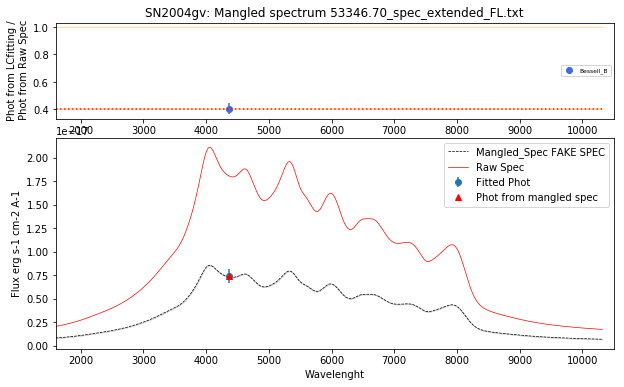 SN2004gv: Mangled spectrum 53346.70_spec_extended_FL.txt
Phot from LCfitting /
Phot from Raw Spec
1.0
0.8
0.6
0.4
Bessell_B
2000 3000 4000 5000 6000 7000 8000 9000 10000
1e-17
Flux erg s-1 cm-2 A-1
2.00
1.75
1.50
1.25
1.00
0.75
0.50
0.25
0.00
Mangled_Spec FAKE SPEC
Raw Spec
Fitted Phot
Phot from mangled spec
2000 3000 4000 5000 6000 7000 8000 9000 10000
Wavelenght